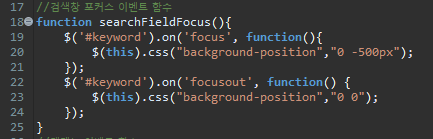 17 //검색창 포커스 이벤트 함수
18 function searchFieldFocus(){
19 $('#keyword').on('focus', function(){
20 $(this).css("background-position","0 -500px");
21 });
22 $('#keyword').on('focusout', function() {
23 $(this).css("background-position","0 0");
24 });
25 }